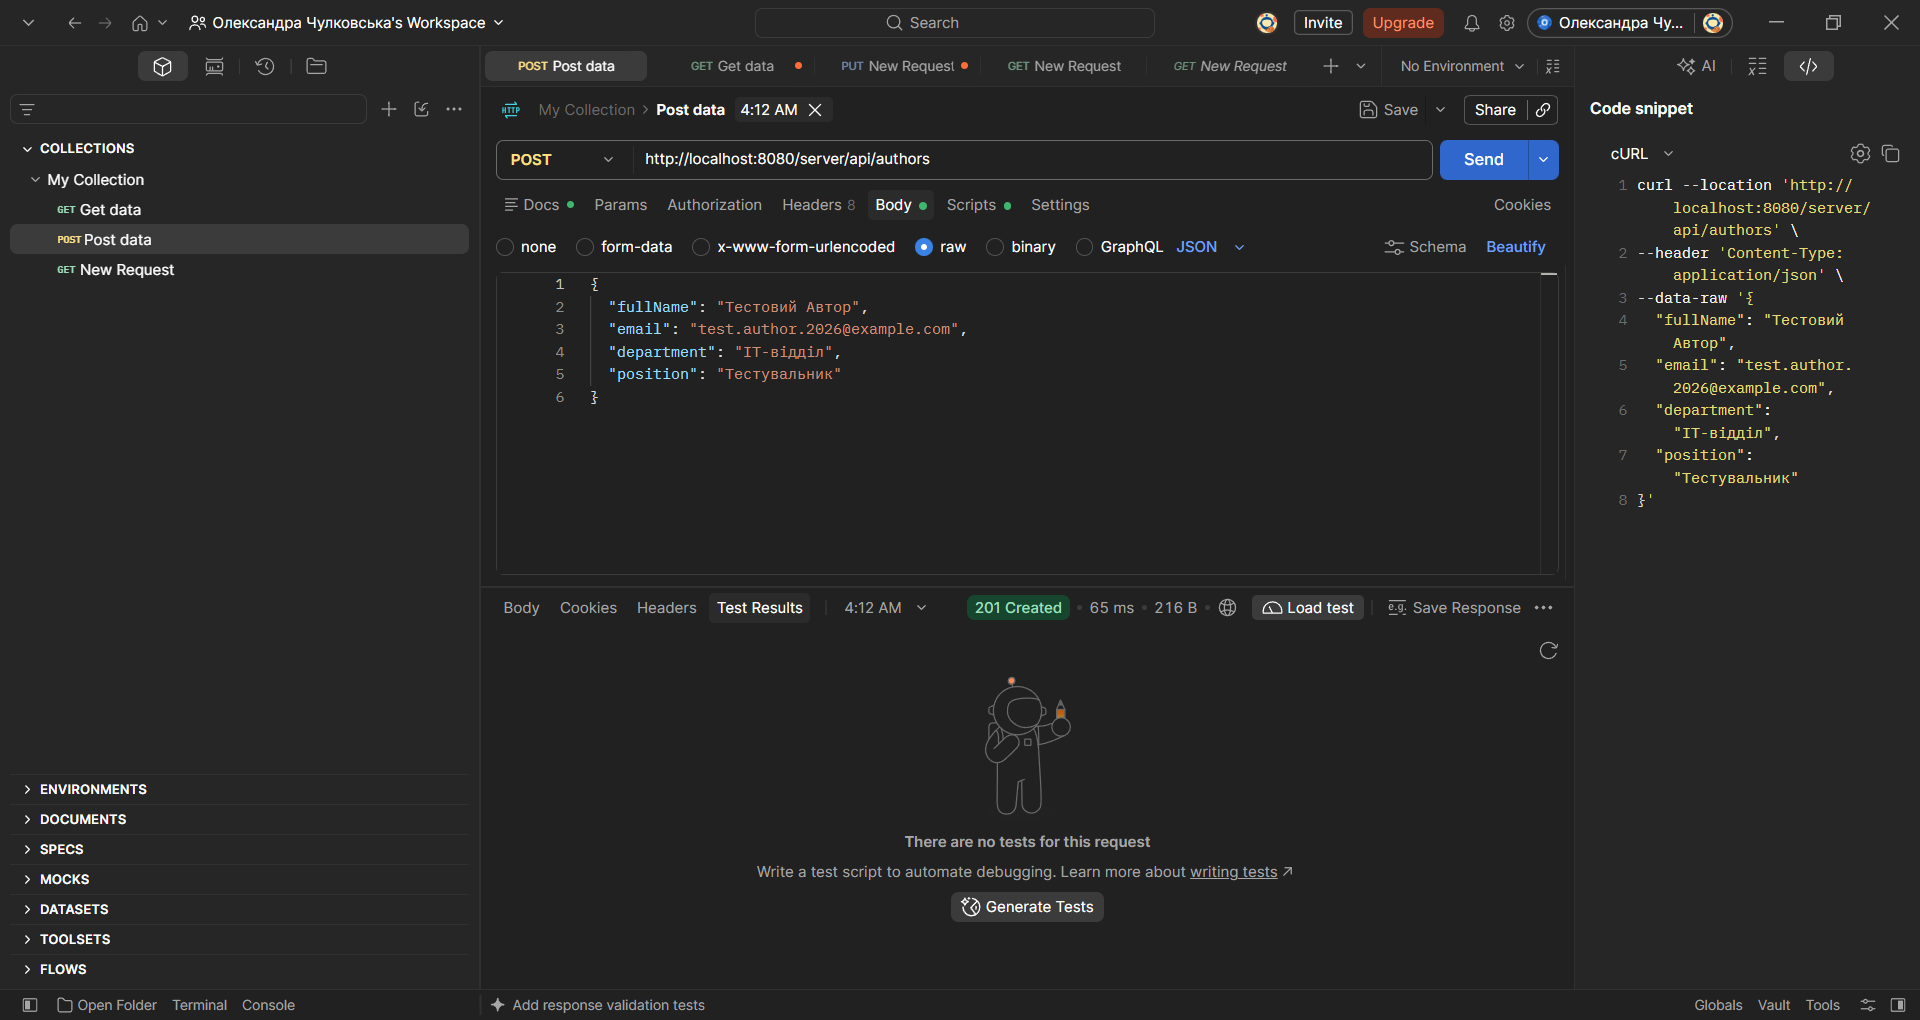 Олександра Чулковська's Workspace
Search
Invite
Upgrade
Олександра Чу...
POST Post data
GET Get data
PUT New Request
GET New Request
GET New Request
No Environment
AI
HTTP
My Collection > Post data
4:12 AM
Save
Share
Code snippet
COLLECTIONS
My Collection
GET Get data
POST Post data
GET New Request
POST
http://localhost:8080/server/api/authors
Send
Docs
Params
Authorization
Headers 8
Body
Scripts
Settings
Cookies
none
form-data
x-www-form-urlencoded
raw
binary
GraphQL
JSON
Schema
Beautify
1 {
2 "fullName": "Тестовий Автор",
3 "email": "test.author.2026@example.com",
4 "department": "ІТ-відділ",
5 "position": "Тестувальник"
6 }
cURL
1 curl --location 'http://
localhost:8080/server/
api/authors' \
2 --header 'Content-Type:
application/json' \
3 --data-raw '{
4 "fullName": "Тестовий
Автор",
5 "email": "test.author.
2026@example.com",
6 "department":
"ІТ-відділ",
7 "position":
"Тестувальник"
8 }'
Body
Cookies
Headers
Test Results
4:12 AM
201 Created
65 ms
216 B
Load test
e.g. Save Response
There are no tests for this request
Write a test script to automate debugging. Learn more about writing tests
Generate Tests
ENVIRONMENTS
DOCUMENTS
SPECS
MOCKS
DATASETS
TOOLSETS
FLOWS
Open Folder
Terminal
Console
Add response validation tests
Globals
Vault
Tools